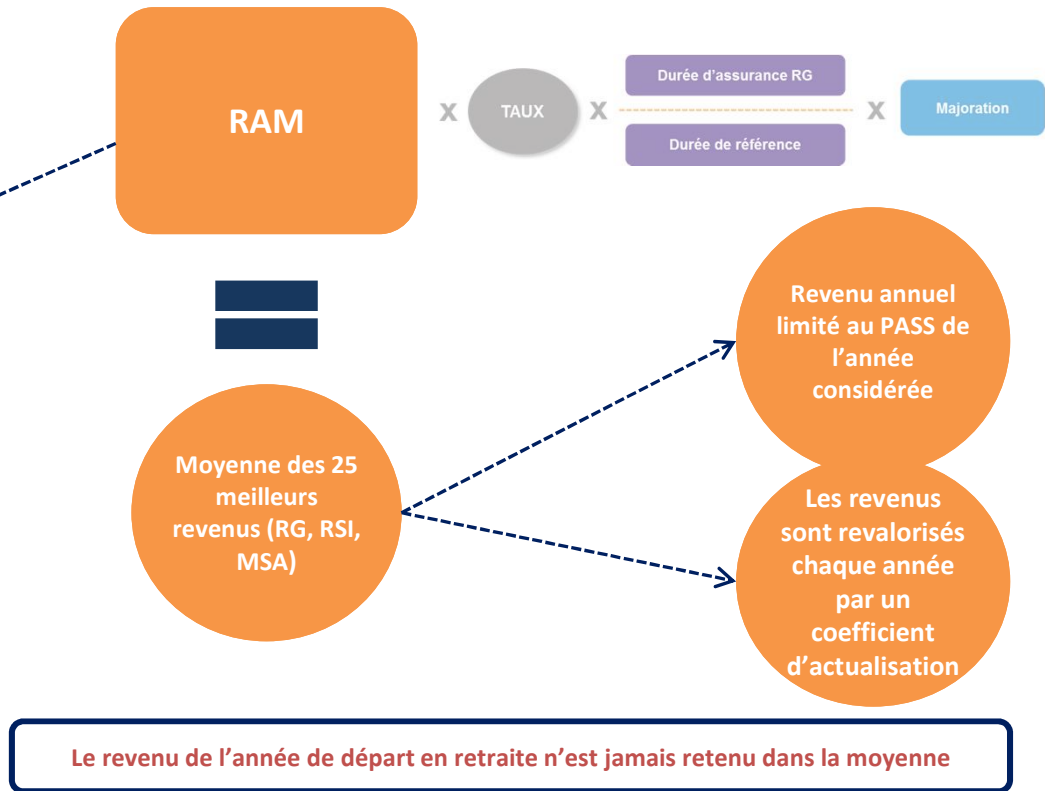 RAM
X
TAUX
X
Durée d'assurance RG
Durée de référence
X
Majoration
Moyenne des 25
meilleurs
revenus (RG, RSI,
MSA)
Revenu annuel
limité au PASS de
l'année
considérée
Les revenus
sont revalorisés
chaque année
par un
coefficient
d'actualisation
Le revenu de l'année de départ en retraite n'est jamais retenu dans la moyenne